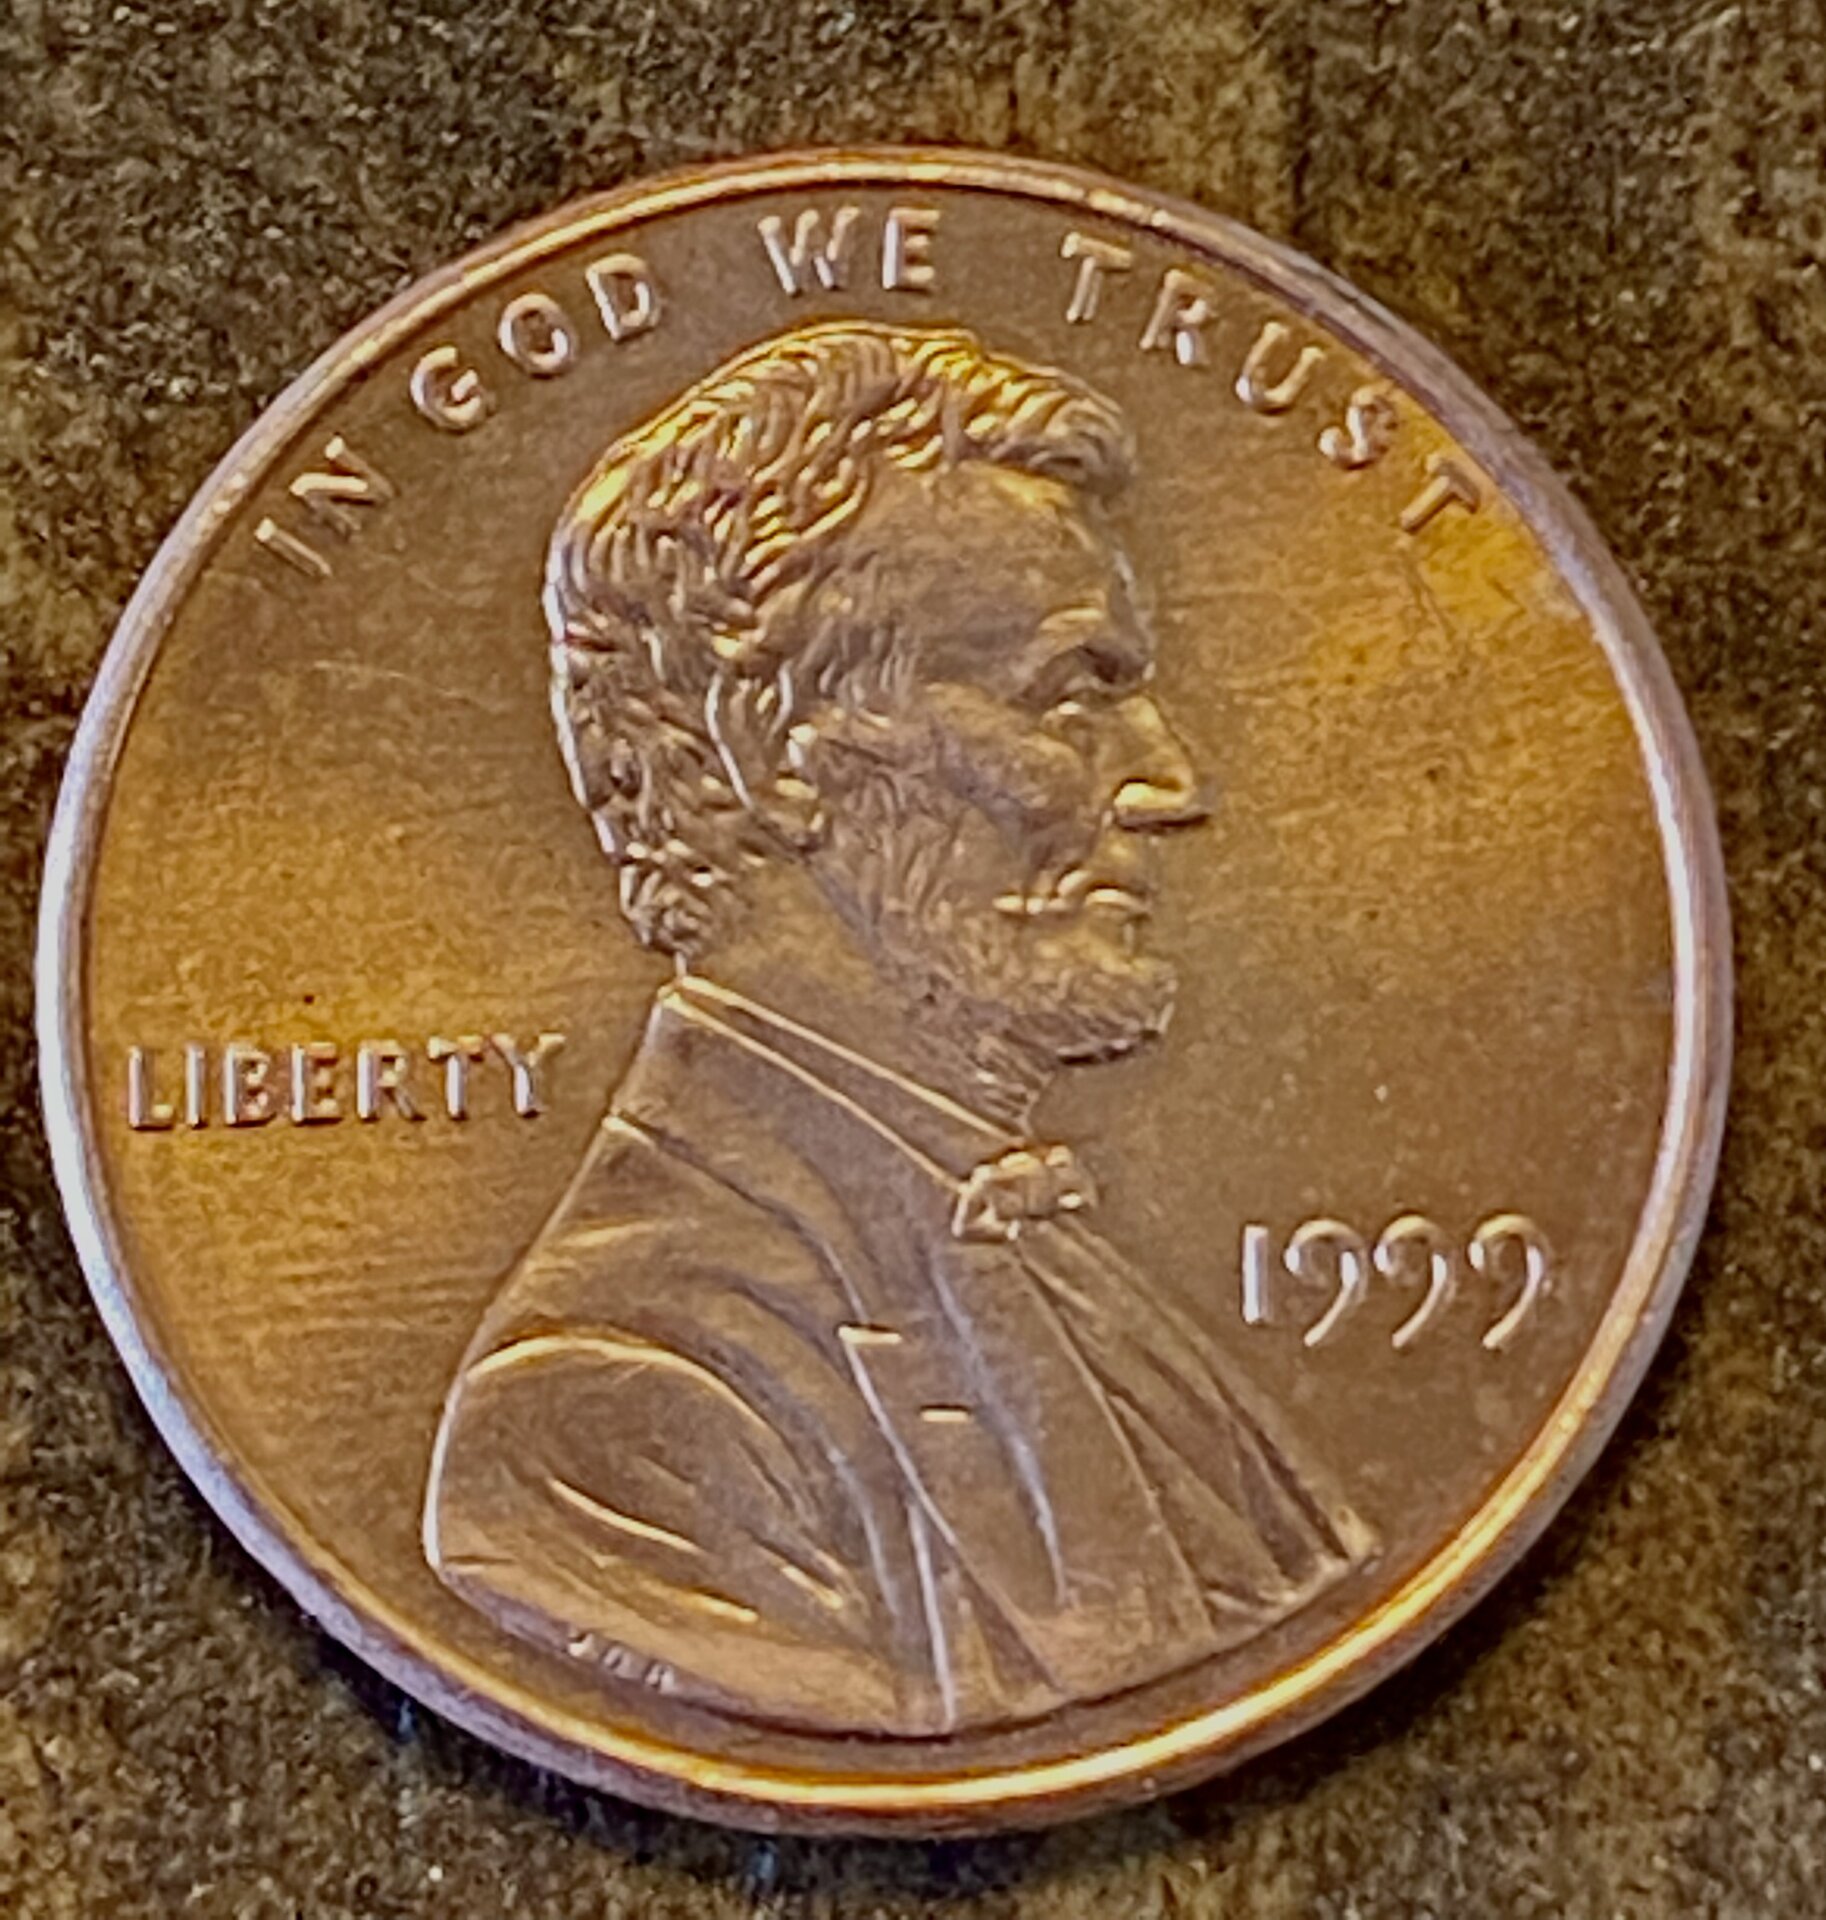 IN GOD WE TRUST
LIBERTY
1999